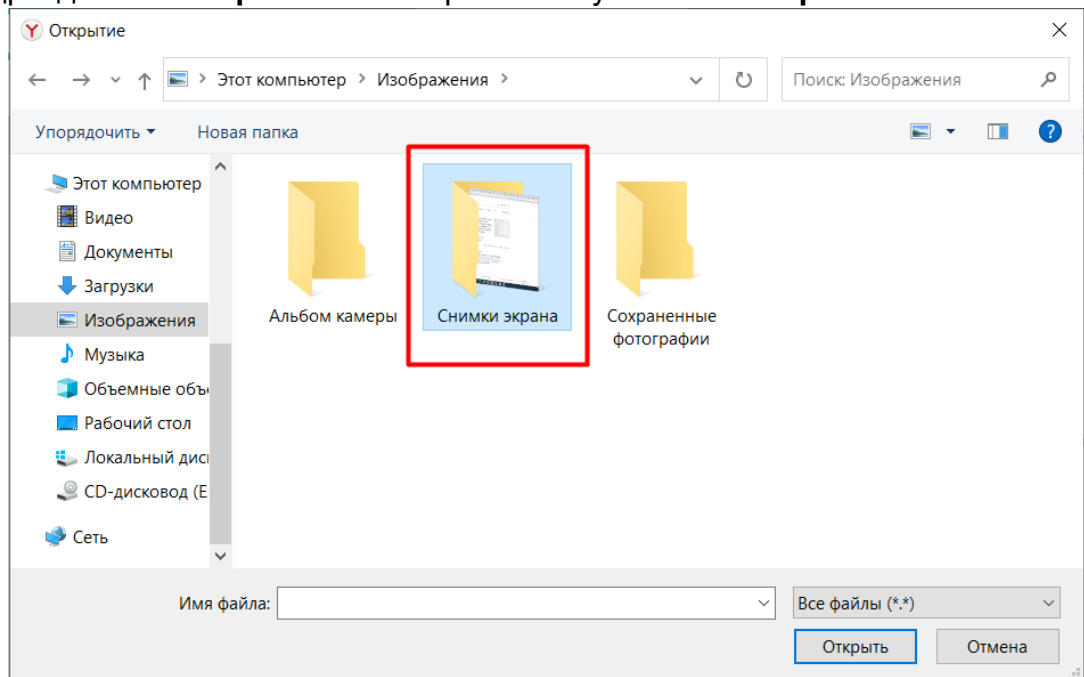 Открытие
Этот компьютер > Изображения >
Поиск: Изображения
Упорядочить
Новая папка
Этот компьютер
Видео
Документы
Загрузки
Изображения
Музыка
Объемные объ
Рабочий стол
Локальный дис
CD-дисковод (E
Сеть
Альбом камеры
Снимки экрана
Сохраненные
фотографии
Имя файла:
Все файлы (*.*)
Открыть
Отмена